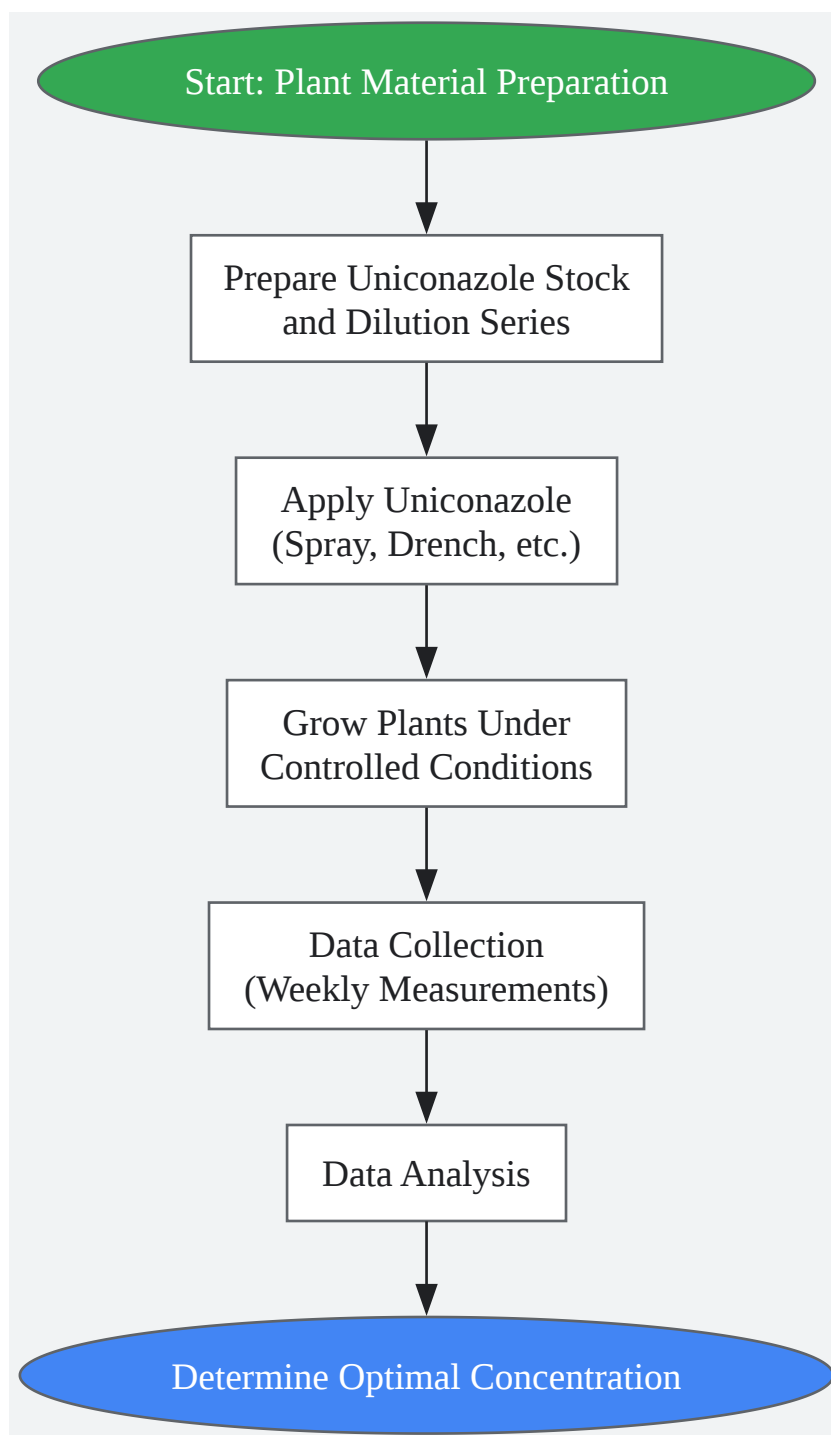 Start: Plant Material Preparation
Prepare Uniconazole Stock
and Dilution Series
Apply Uniconazole
(Spray, Drench, etc.)
Grow Plants Under
Controlled Conditions
Data Collection
(Weekly Measurements)
Data Analysis
Determine Optimal Concentration